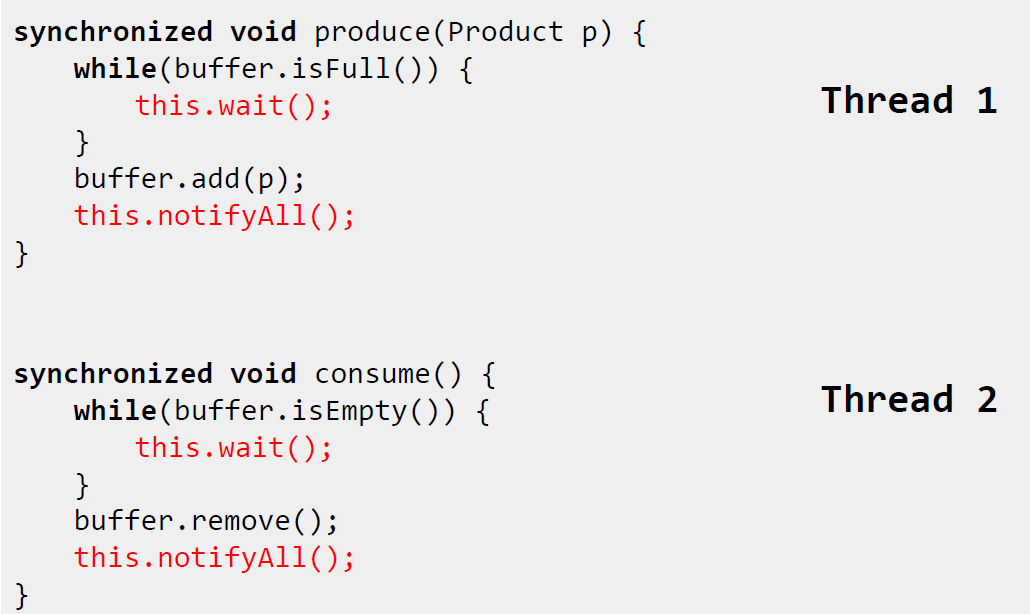 synchronized void produce(Product p) {
    while(buffer.isFull()) {
        this.wait();
    }
    buffer.add(p);
    this.notifyAll();
}
Thread 1
synchronized void consume() {
    while(buffer.isEmpty()) {
        this.wait();
    }
    buffer.remove();
    this.notifyAll();
}
Thread 2